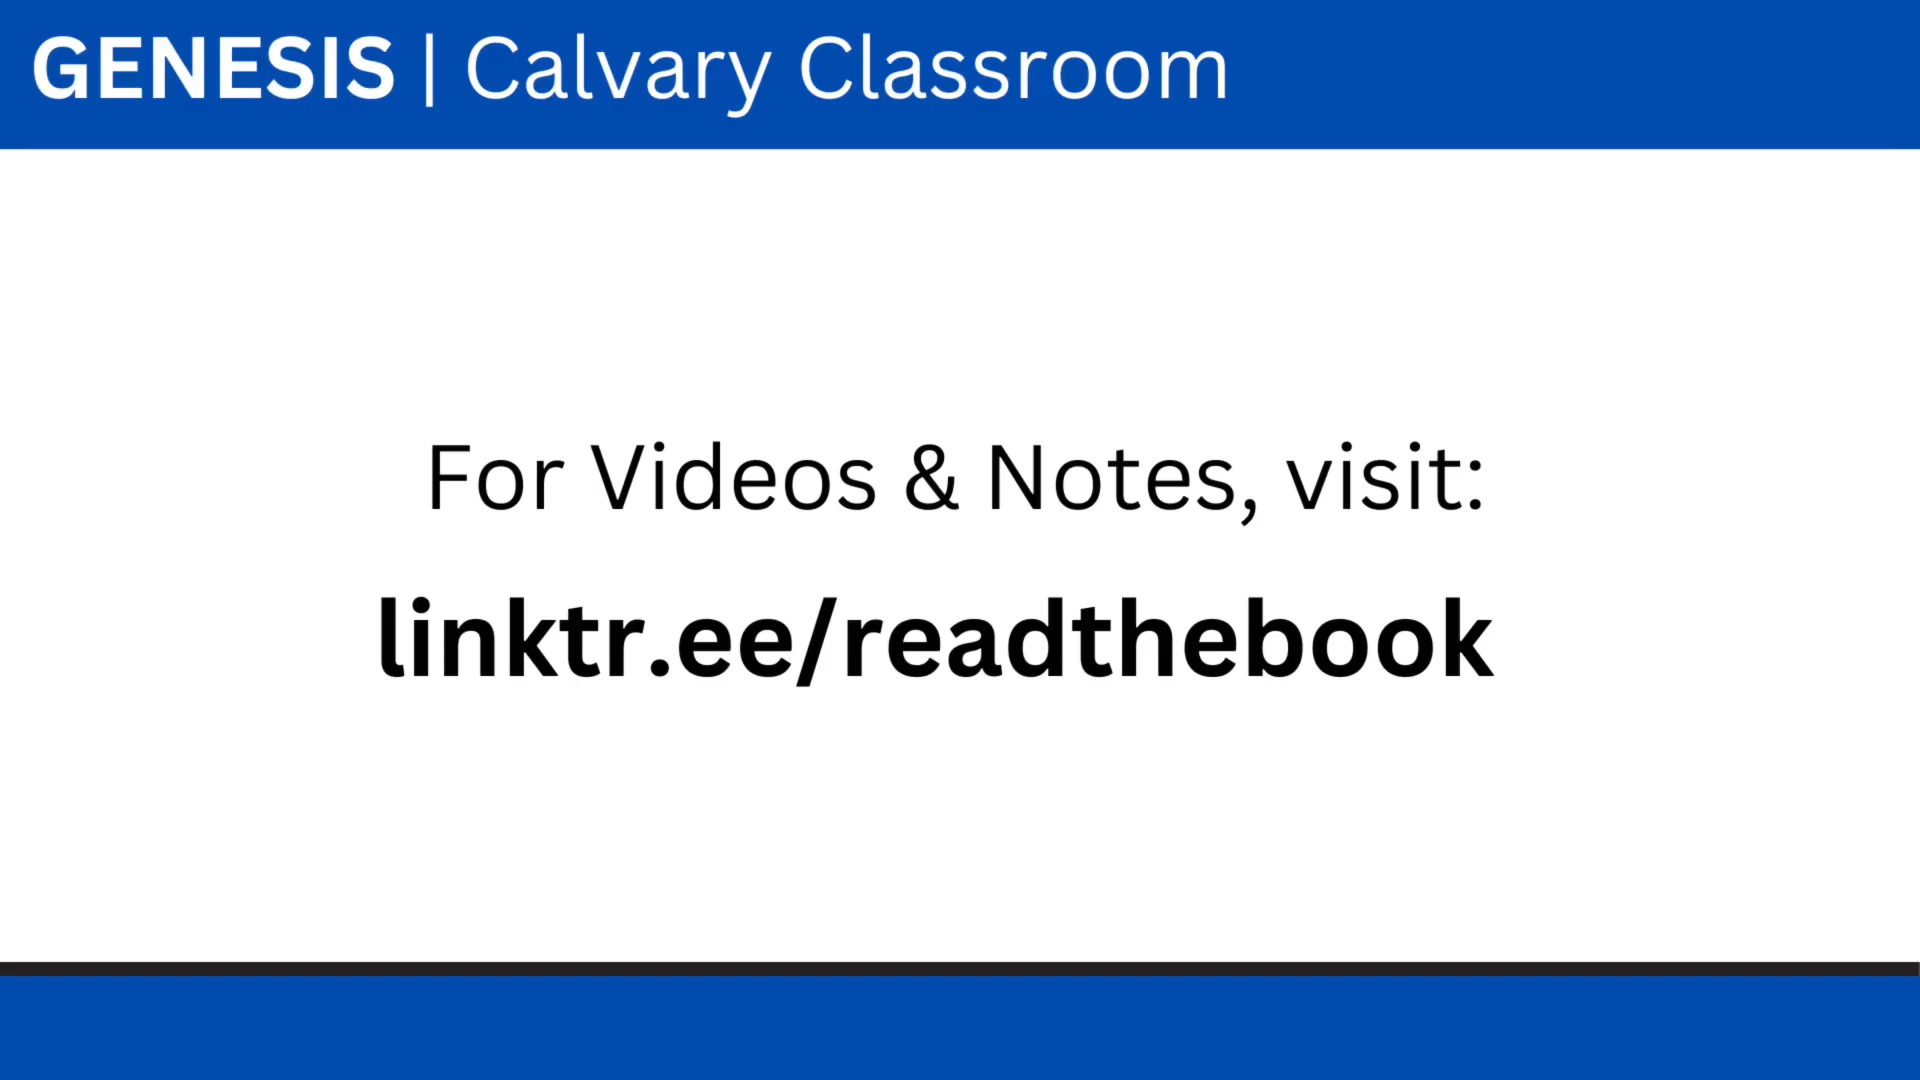 GENESIS | Calvary Classroom
For Videos & Notes, visit:
linktr.ee/readthebook